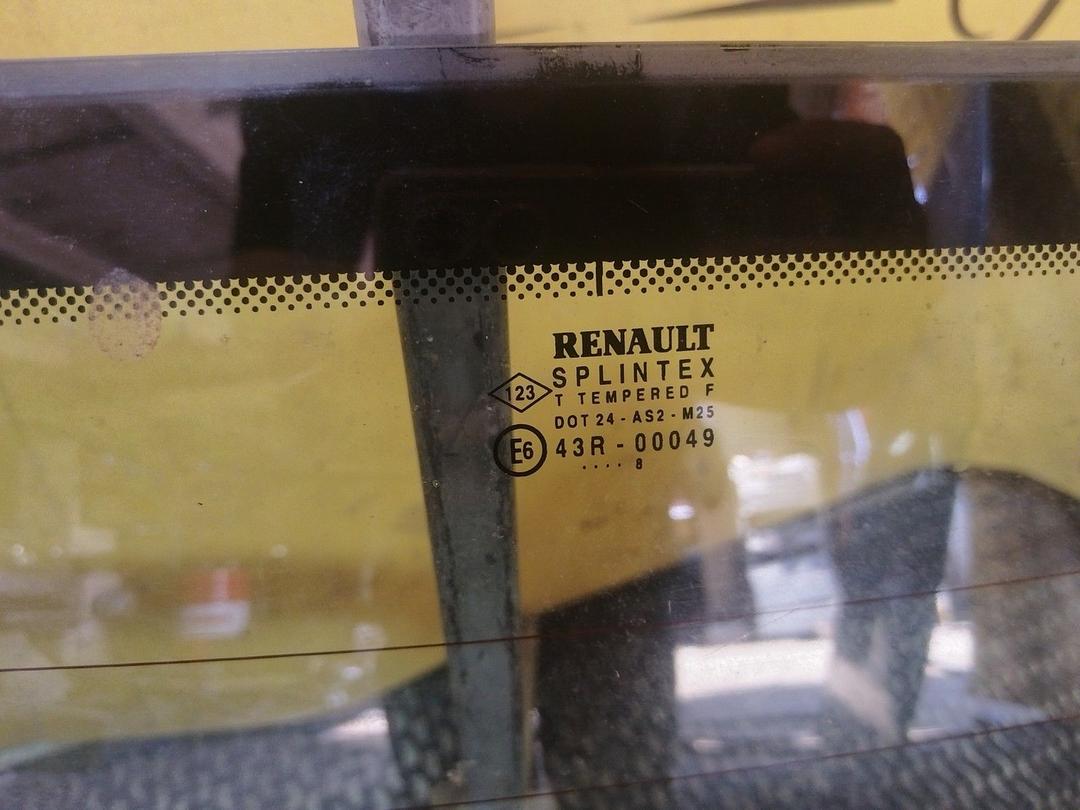 RENAULT
SPLINTEX
123
T TEMPERED F
DOT 24 - AS2 - M25
E6 43R - 00049
.... 8